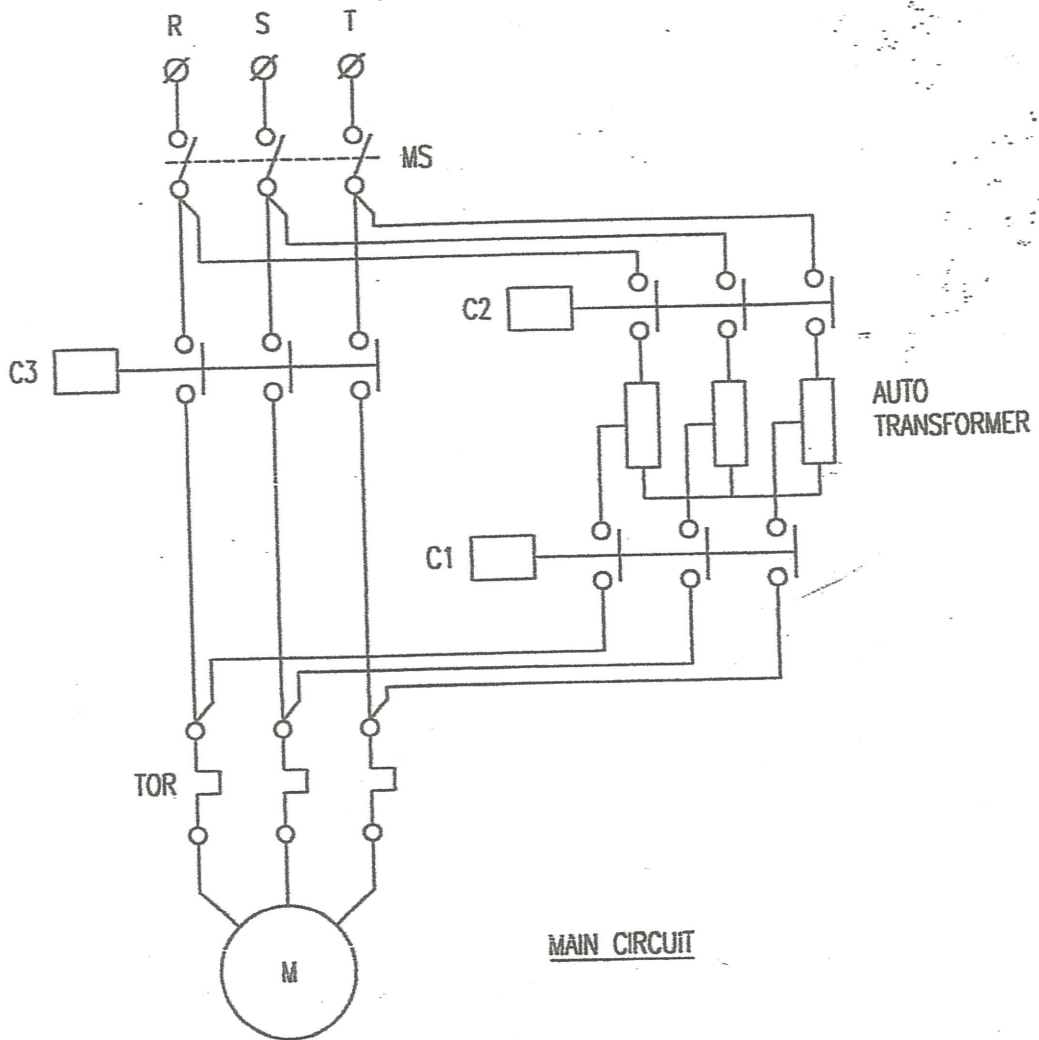 R S T
MS
C2
C3
AUTO
TRANSFORMER
C1
TOR
M
MAIN CIRCUIT